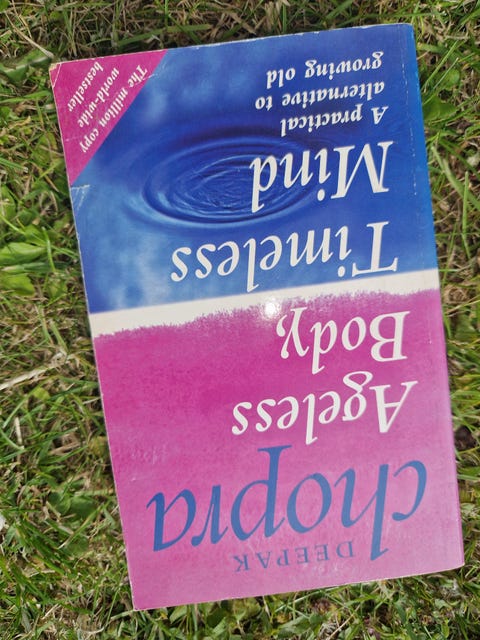 DEEPAK
chopra
Ageless
Body,
Timeless
Mind
A practical
alternative to
growing old
The million copy
world-wide
bestseller